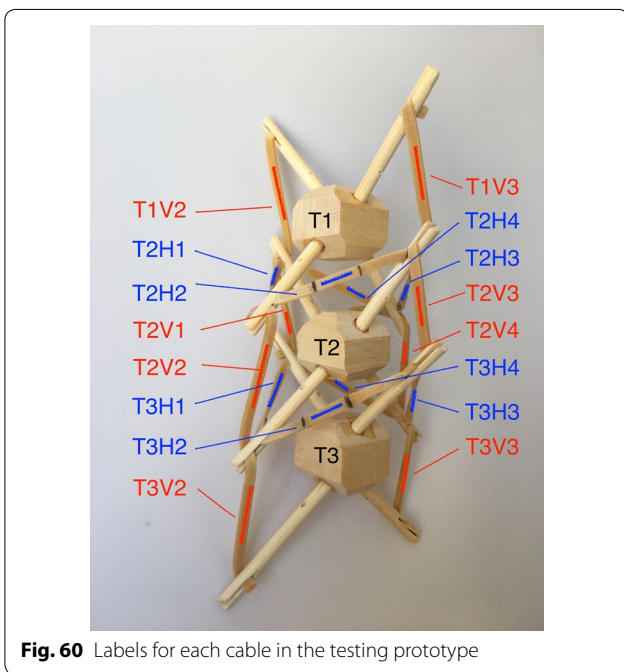 T1
T1V2
T1V3
T2H1
T2H4
T2H2
T2H3
T2V1
T2V3
T2
T2V2
T2V4
T3H1
T3H4
T3H2
T3H3
T3
T3V2
T3V3
Fig. 60 Labels for each cable in the testing prototype